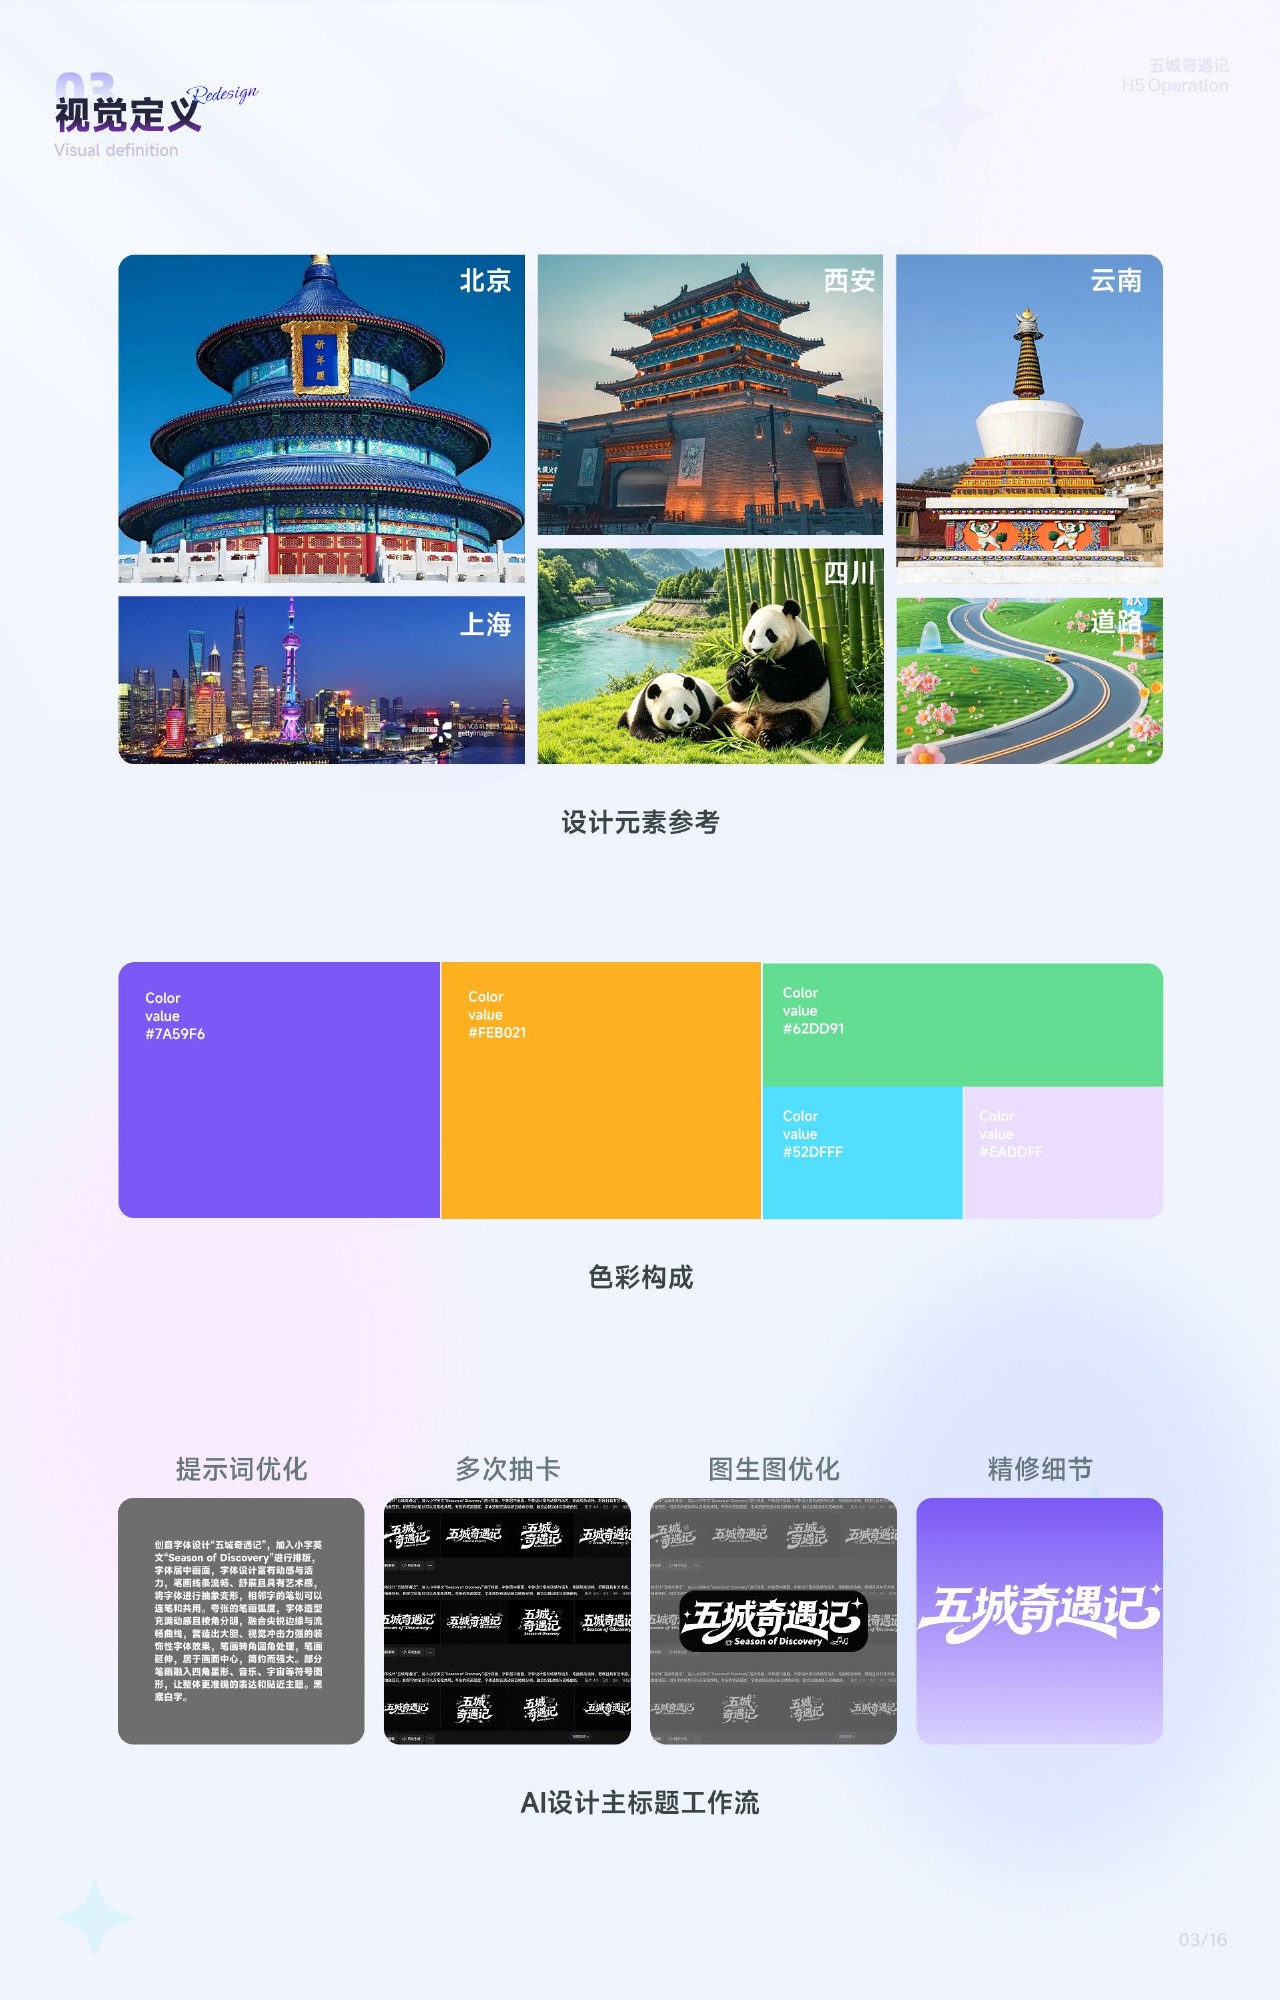 03
视觉定义
Redesign
Visual definition
五城奇遇记
H5 Operation
北京
祈年殿
西安
云南
上海
gettyimages
四川
道路
设计元素参考
Color
value
#7A59F6
Color
value
#FEB021
Color
value
#62DD91
Color
value
#52DFFF
Color
value
#EADDFF
色彩构成
提示词优化
多次抽卡
图生图优化
精修细节
创意字体设计“五城奇遇记”，加入小字英
文“Season of Discovery”进行排版，
字体居中画面，字体设计富有动感与活
力，笔画线条流畅、舒展且具有艺术感，
将字体进行抽象变形，相邻字的笔划可以
连笔和共用。夸张的笔画弧度，字体造型
充满动感且棱角分明，融合尖锐边缘与流
畅曲线，营造出大胆、视觉冲击力强的装
饰性字体效果，笔画转角圆角处理，笔画
延伸，居于画面中心，简约而强大。部分
笔画融入四角星形、音乐、宇宙等符号图
形，让整体更准确的表达和贴近主题。黑
底白字。
五城奇遇记
Season of Discovery
五城奇遇记
AI设计主标题工作流
03/16